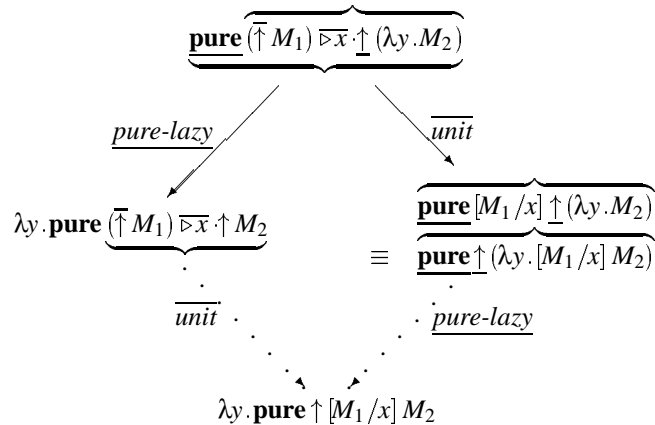 pure (↑ M1) ▷ x · ↑ (λy . M2)
pure-lazy
unit
λy . pure (↑ M1) ▷ x · ↑ M2
pure [M1/x] ↑ (λy . M2)
≡ pure ↑ (λy . [M1/x] M2)
unit
pure-lazy
λy . pure ↑ [M1/x] M2